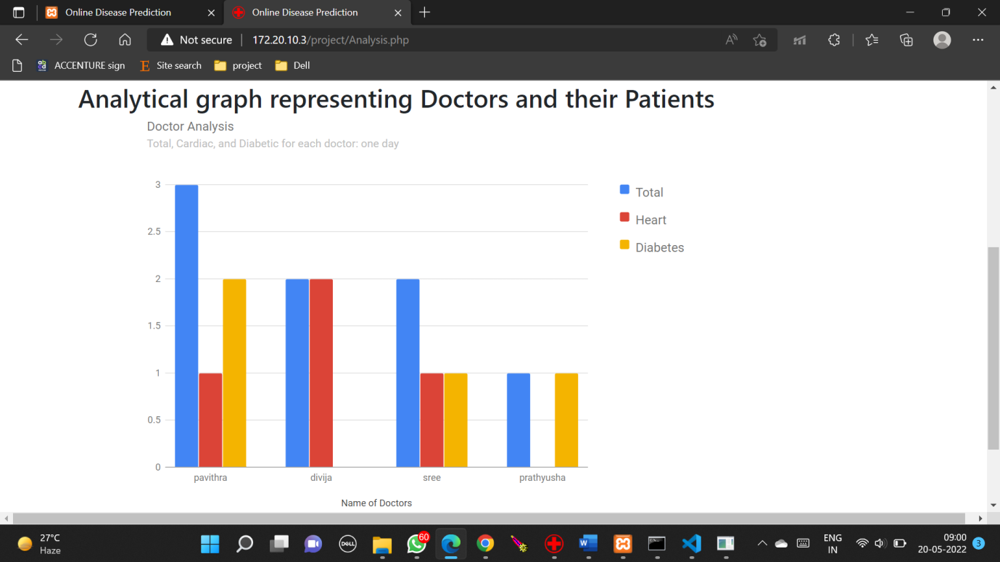 Online Disease Prediction
Online Disease Prediction
Not secure
172.20.10.3/project/Analysis.php
ACCENTURE sign
Site search
project
Dell
Analytical graph representing Doctors and their Patients
Doctor Analysis
Total, Cardiac, and Diabetic for each doctor: one day
3
2.5
2
1.5
1
0.5
0
Total
Heart
Diabetes
pavithra divija sree prathyusha
Name of Doctors
27°C
Haze
DELL
60
ENG
IN
09:00
20-05-2022
3